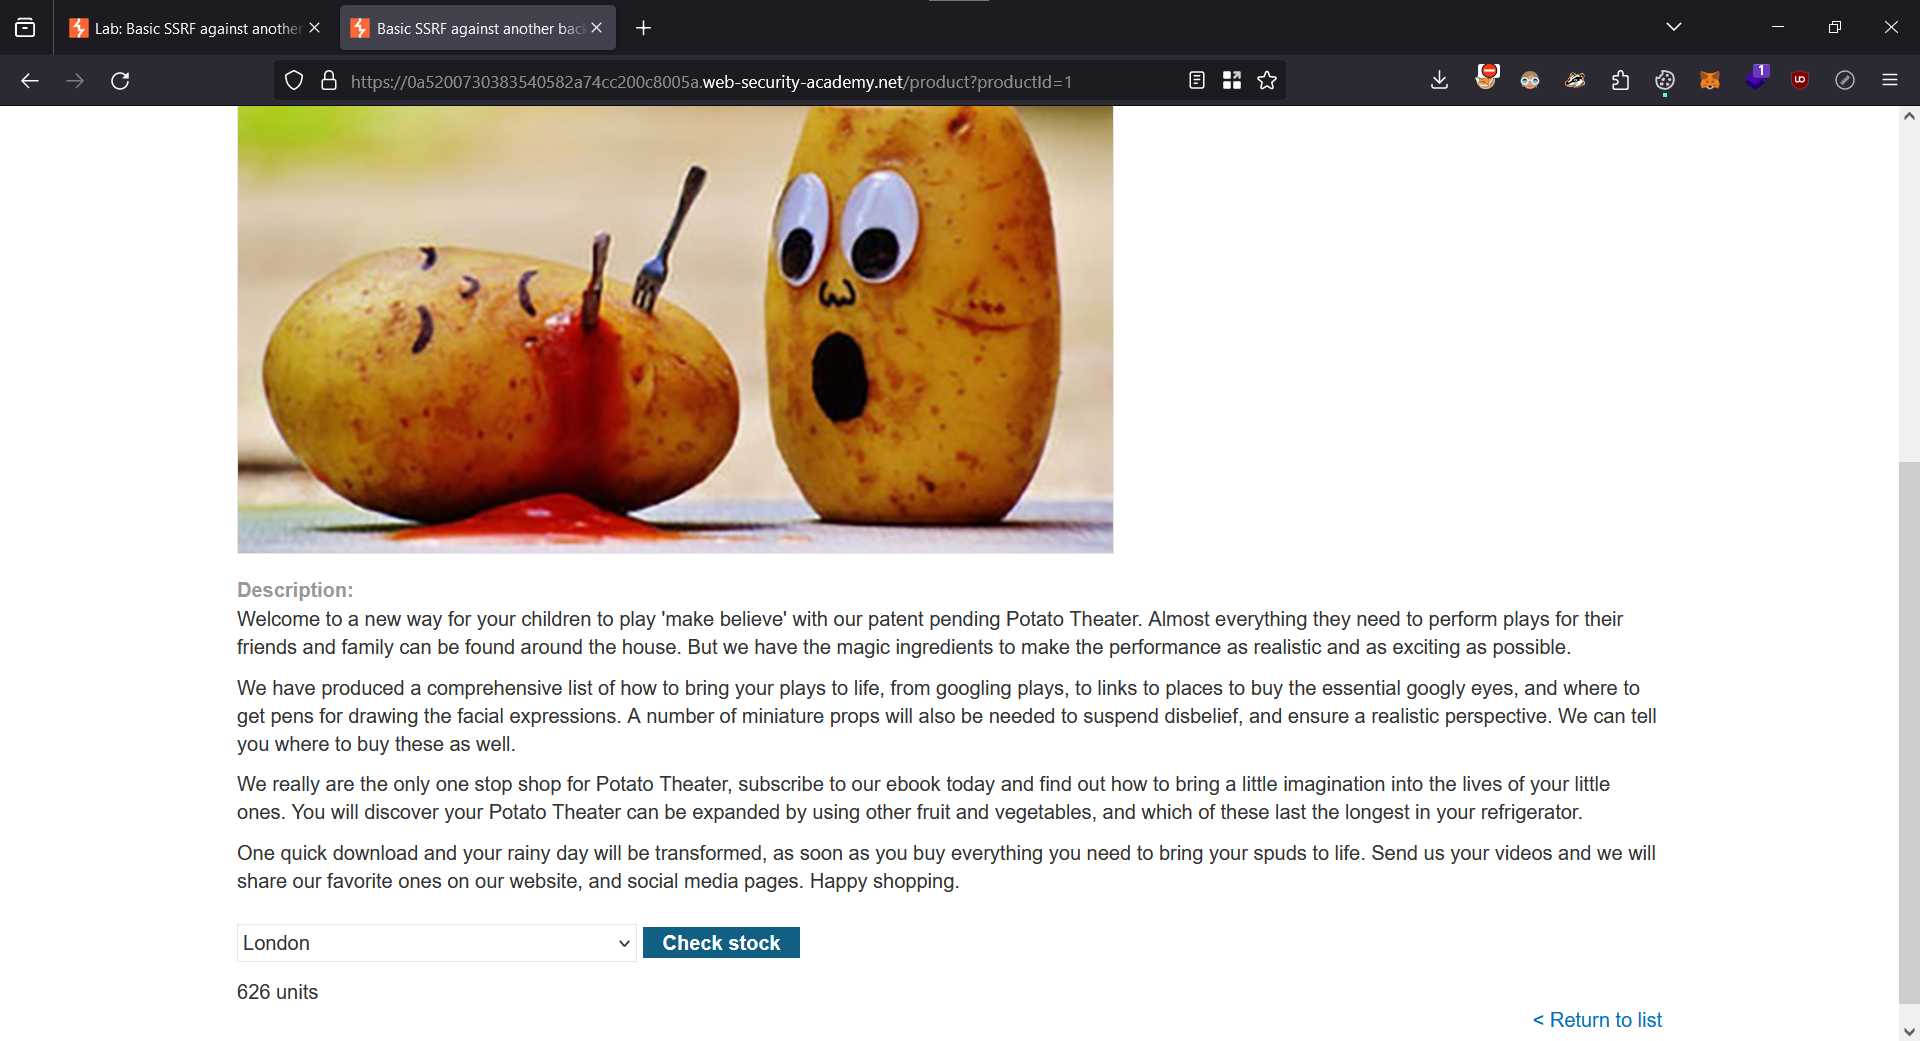 Lab: Basic SSRF against another
Basic SSRF against another back
https://0a5200730383540582a74cc200c8005a.web-security-academy.net/product?productId=1
1
Description:
Welcome to a new way for your children to play 'make believe' with our patent pending Potato Theater. Almost everything they need to perform plays for their
friends and family can be found around the house. But we have the magic ingredients to make the performance as realistic and as exciting as possible.
We have produced a comprehensive list of how to bring your plays to life, from googling plays, to links to places to buy the essential googly eyes, and where to
get pens for drawing the facial expressions. A number of miniature props will also be needed to suspend disbelief, and ensure a realistic perspective. We can tell
you where to buy these as well.
We really are the only one stop shop for Potato Theater, subscribe to our ebook today and find out how to bring a little imagination into the lives of your little
ones. You will discover your Potato Theater can be expanded by using other fruit and vegetables, and which of these last the longest in your refrigerator.
One quick download and your rainy day will be transformed, as soon as you buy everything you need to bring your spuds to life. Send us your videos and we will
share our favorite ones on our website, and social media pages. Happy shopping.
London
Check stock
626 units
< Return to list